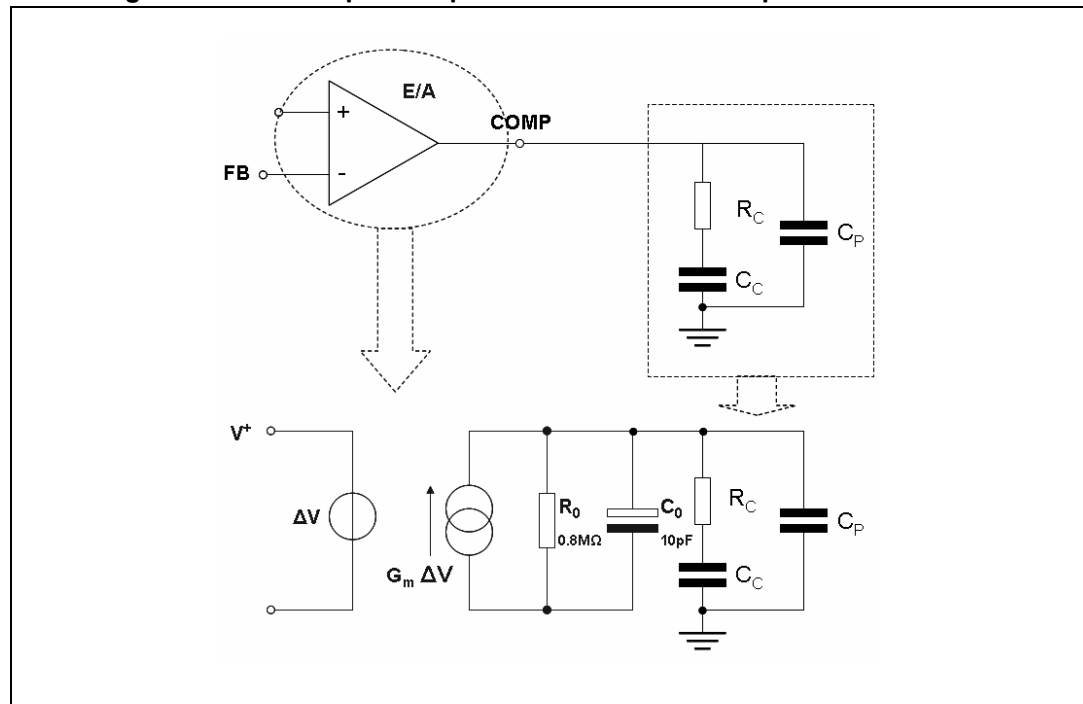 E/A
+
COMP
FB
-
R_C
C_P
C_C
V⁺
ΔV
G_m ΔV
R_0
0.8MΩ
C_0
10pF
R_C
C_P
C_C